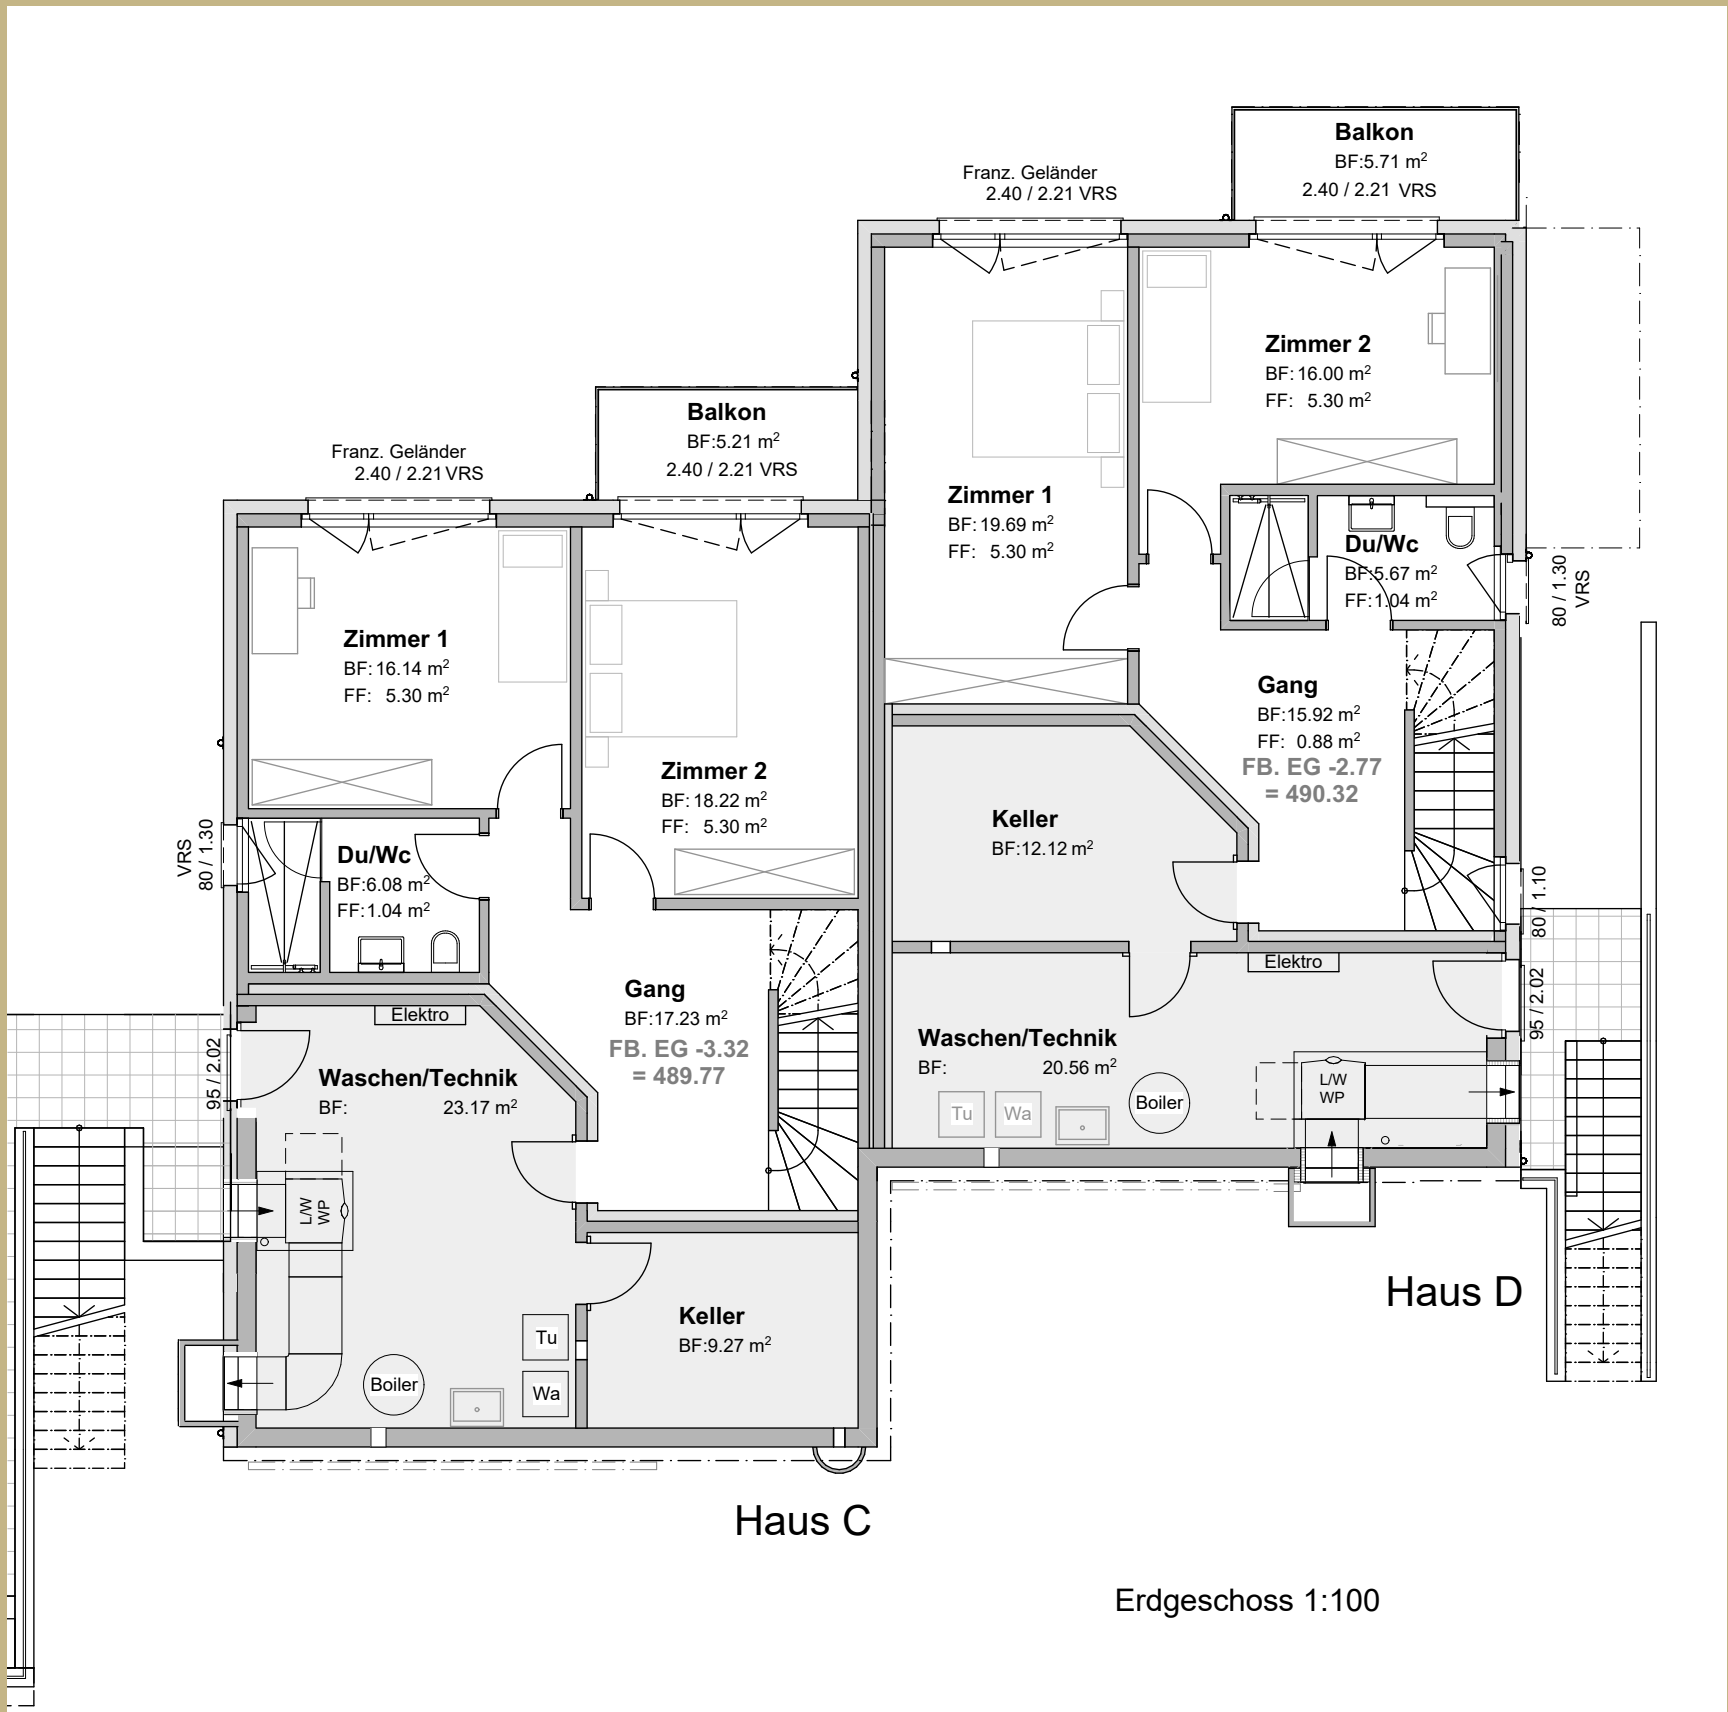 Balkon
BF:5.71 m²
2.40 / 2.21 VRS
Franz. Geländer
2.40 / 2.21 VRS
Zimmer 2
BF: 16.00 m²
FF: 5.30 m²
Zimmer 1
BF: 19.69 m²
FF: 5.30 m²
Du/Wc
BF:5.67 m²
FF:1.04 m²
80 / 1.30
VRS
Gang
BF:15.92 m²
FF: 0.88 m²
FB. EG -2.77
= 490.32
Keller
BF:12.12 m²
80 / 1.10
Elektro
95 / 2.02
Waschen/Technik
BF: 20.56 m²
Tu
Wa
Boiler
L/W
WP
Haus D
Balkon
BF:5.21 m²
2.40 / 2.21 VRS
Franz. Geländer
2.40 / 2.21 VRS
Zimmer 1
BF: 16.14 m²
FF: 5.30 m²
Zimmer 2
BF: 18.22 m²
FF: 5.30 m²
VRS
80 / 1.30
Du/Wc
BF:6.08 m²
FF:1.04 m²
Gang
BF:17.23 m²
FB. EG -3.32
= 489.77
Elektro
95 / 2.02
Waschen/Technik
BF: 23.17 m²
L/W
WP
Keller
BF:9.27 m²
Tu
Wa
Boiler
Haus C
Erdgeschoss 1:100